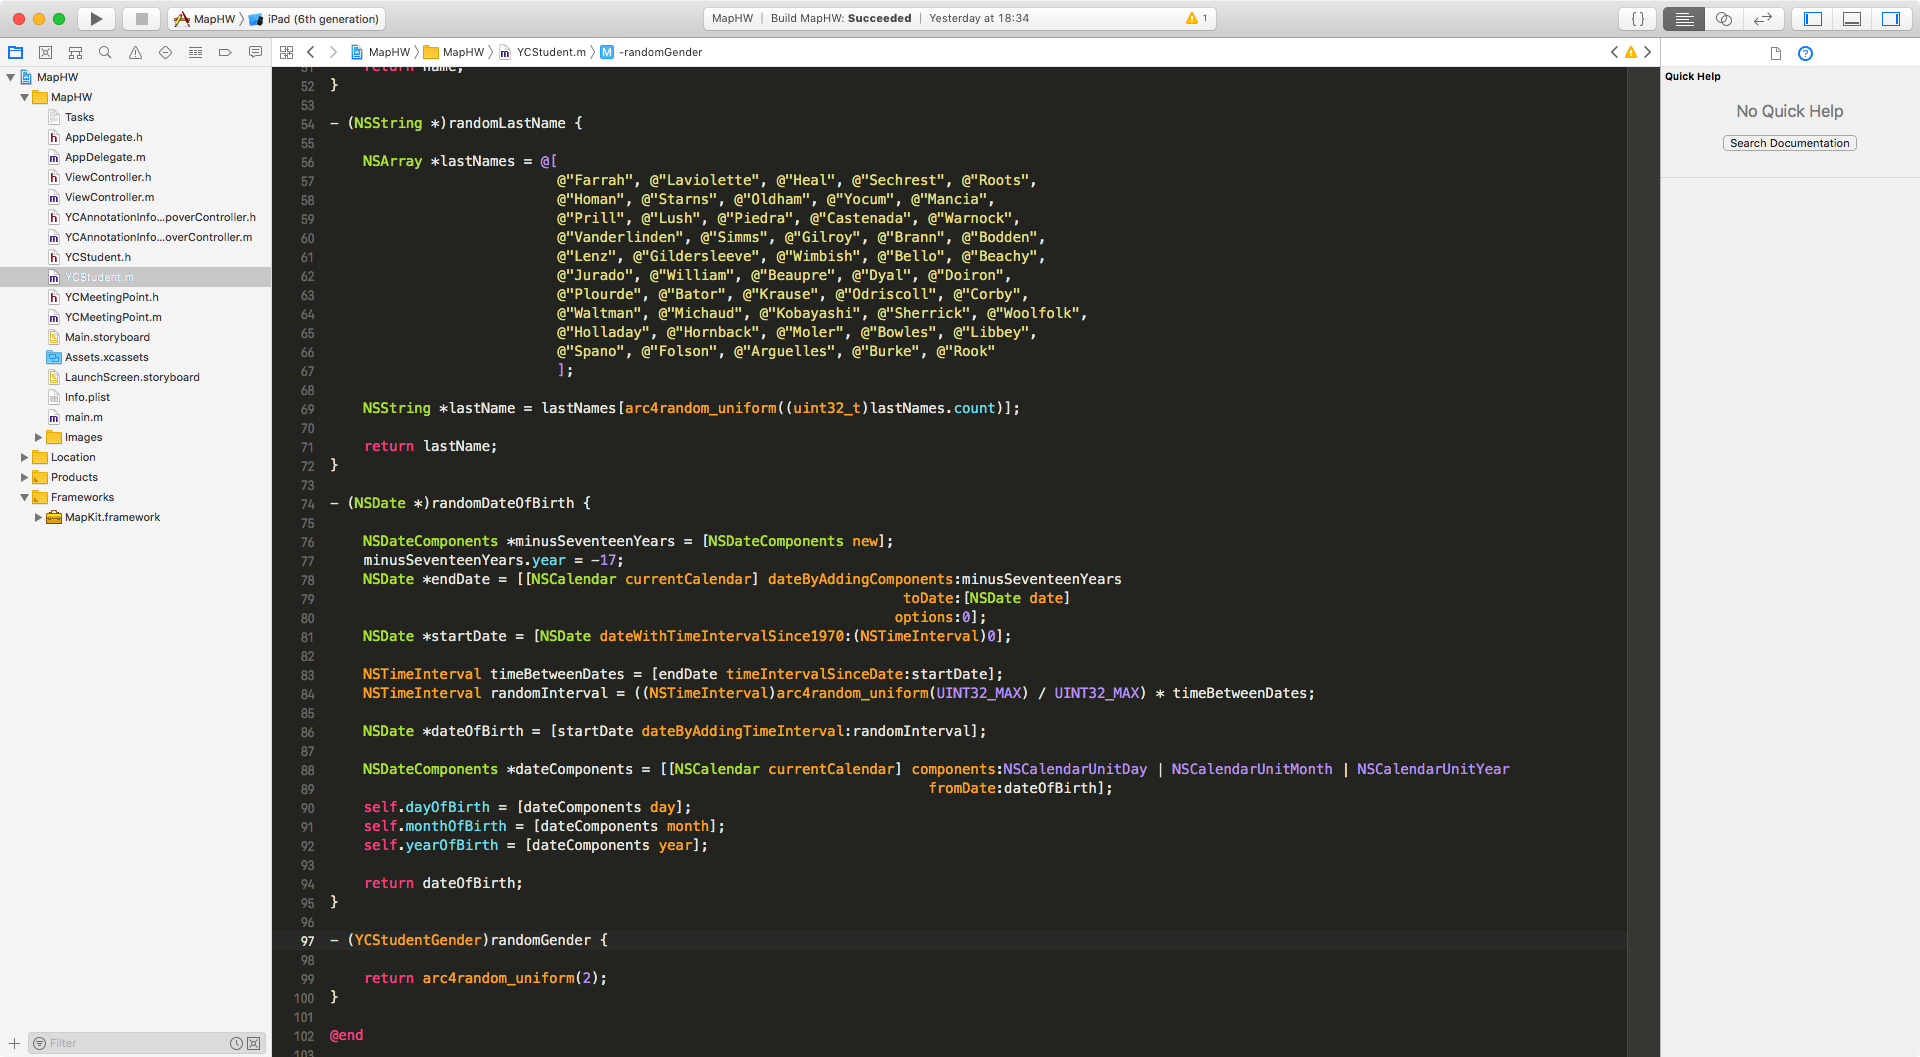 MapHW 〉 iPad (6th generation)
MapHW | Build MapHW: Succeeded | Yesterday at 18:34
1
{}
MapHW 〉 MapHW 〉 YCStudent.m 〉 M -randomGender
MapHW
MapHW
Tasks
AppDelegate.h
AppDelegate.m
ViewController.h
ViewController.m
YCAnnotationInfo...poverController.h
YCAnnotationInfo...overController.m
YCStudent.h
YCStudent.m
YCMeetingPoint.h
YCMeetingPoint.m
Main.storyboard
Assets.xcassets
LaunchScreen.storyboard
Info.plist
main.m
Images
Location
Products
Frameworks
MapKit.framework
Filter
51 return name;
52 }
53
54 - (NSString *)randomLastName {
55
56 NSArray *lastNames = @[
57 @"Farrah", @"Laviolette", @"Heal", @"Sechrest", @"Roots",
58 @"Homan", @"Starns", @"Oldham", @"Yocum", @"Mancia",
59 @"Prill", @"Lush", @"Piedra", @"Castenada", @"Warnock",
60 @"Vanderlinden", @"Simms", @"Gilroy", @"Brann", @"Bodden",
61 @"Lenz", @"Gildersleeve", @"Wimbish", @"Bello", @"Beachy",
62 @"Jurado", @"William", @"Beaupre", @"Dyal", @"Doiron",
63 @"Plourde", @"Bator", @"Krause", @"Odriscoll", @"Corby",
64 @"Waltman", @"Michaud", @"Kobayashi", @"Sherrick", @"Woolfolk",
65 @"Holladay", @"Hornback", @"Moler", @"Bowles", @"Libbey",
66 @"Spano", @"Folson", @"Arguelles", @"Burke", @"Rook"
67 ];
68
69 NSString *lastName = lastNames[arc4random_uniform((uint32_t)lastNames.count)];
70
71 return lastName;
72 }
73
74 - (NSDate *)randomDateOfBirth {
75
76 NSDateComponents *minusSeventeenYears = [NSDateComponents new];
77 minusSeventeenYears.year = -17;
78 NSDate *endDate = [[NSCalendar currentCalendar] dateByAddingComponents:minusSeventeenYears
79 toDate:[NSDate date]
80 options:0];
81 NSDate *startDate = [NSDate dateWithTimeIntervalSince1970:(NSTimeInterval)0];
82
83 NSTimeInterval timeBetweenDates = [endDate timeIntervalSinceDate:startDate];
84 NSTimeInterval randomInterval = ((NSTimeInterval)arc4random_uniform(UINT32_MAX) / UINT32_MAX) * timeBetweenDates;
85
86 NSDate *dateOfBirth = [startDate dateByAddingTimeInterval:randomInterval];
87
88 NSDateComponents *dateComponents = [[NSCalendar currentCalendar] components:NSCalendarUnitDay | NSCalendarUnitMonth | NSCalendarUnitYear
89 fromDate:dateOfBirth];
90 self.dayOfBirth = [dateComponents day];
91 self.monthOfBirth = [dateComponents month];
92 self.yearOfBirth = [dateComponents year];
93
94 return dateOfBirth;
95 }
96
97 - (YCStudentGender)randomGender {
98
99 return arc4random_uniform(2);
100 }
101
102 @end
103
Quick Help
No Quick Help
Search Documentation